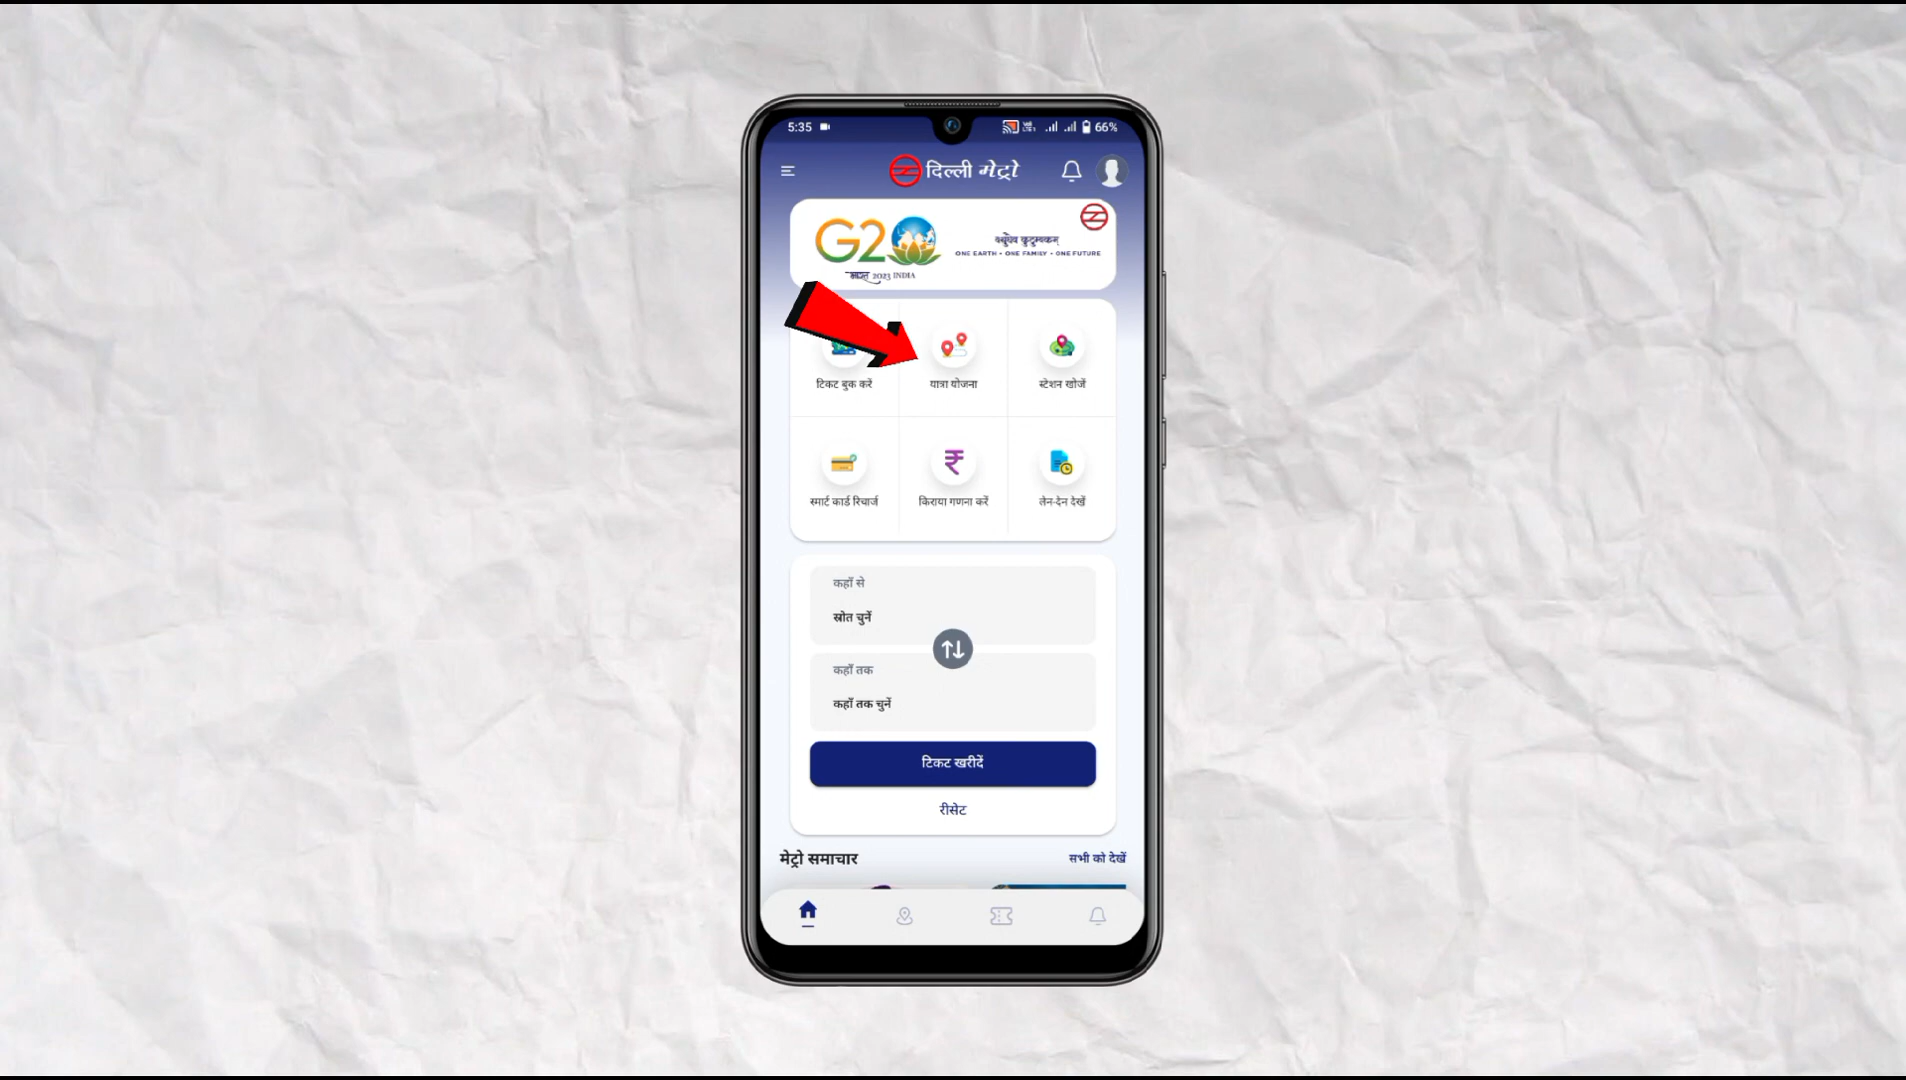 5:35
66%
दिल्ली मेट्रो
G20
वसुधैव कुटुम्बकम्
ONE EARTH • ONE FAMILY • ONE FUTURE
भारत 2023 INDIA
टिकट बुक करें
यात्रा योजना
स्टेशन खोजें
स्मार्ट कार्ड रिचार्ज
किराया गणना करें
लेन-देन देखें
कहाँ से
स्रोत चुनें
कहाँ तक
कहाँ तक चुनें
टिकट खरीदें
रीसेट
मेट्रो समाचार
सभी को देखें